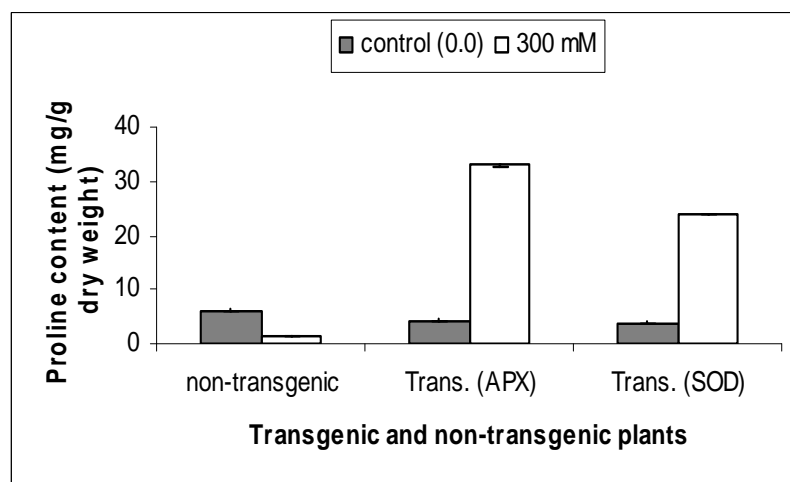 control (0.0) 300 mM
Proline content (mg/g
dry weight)
40
30
20
10
0
non-transgenic Trans. (APX) Trans. (SOD)
Transgenic and non-transgenic plants